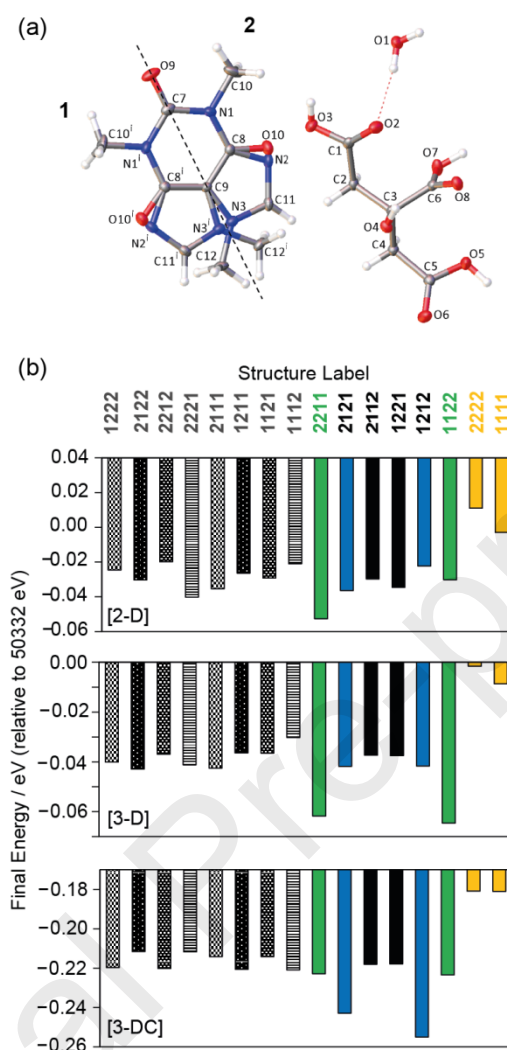 (a)
2
1
O9
C10
C7
N1
C10ⁱ
N1ⁱ
C8
O10
N2
C8ⁱ
C9
C11
N3
O10ⁱ
N3ⁱ
N2ⁱ
C12ⁱ
C11ⁱ
C12
O1
O3
O2
C1
O7
C2
C3
C6
O8
O4
C4
O5
C5
O6
(b)
Structure Label
1222 2122 2212 2221 2111 1211 1121 1112 2211 2121 2112 1221 1212 1122 2222 1111
Final Energy / eV (relative to 50332 eV)
0.04
0.02
0.00
−0.02
−0.04
−0.06
[2-D]
0.00
−0.02
−0.04
−0.06
[3-D]
−0.18
−0.20
−0.22
−0.24
−0.26
[3-DC]
al Pre-pr